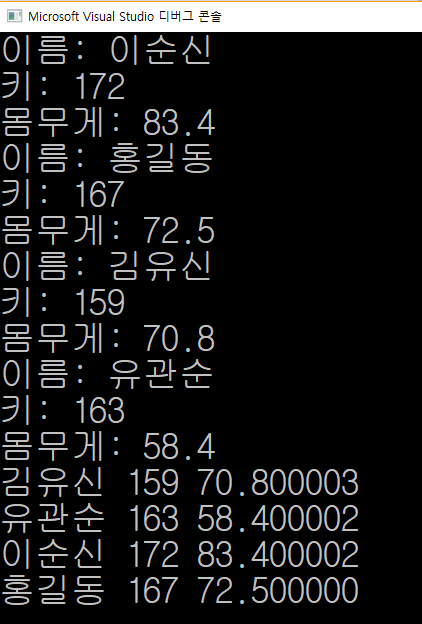 Microsoft Visual Studio 디버그 콘솔
이름: 이순신
키: 172
몸무게: 83.4
이름: 홍길동
키: 167
몸무게: 72.5
이름: 김유신
키: 159
몸무게: 70.8
이름: 유관순
키: 163
몸무게: 58.4
김유신 159 70.800003
유관순 163 58.400002
이순신 172 83.400002
홍길동 167 72.500000